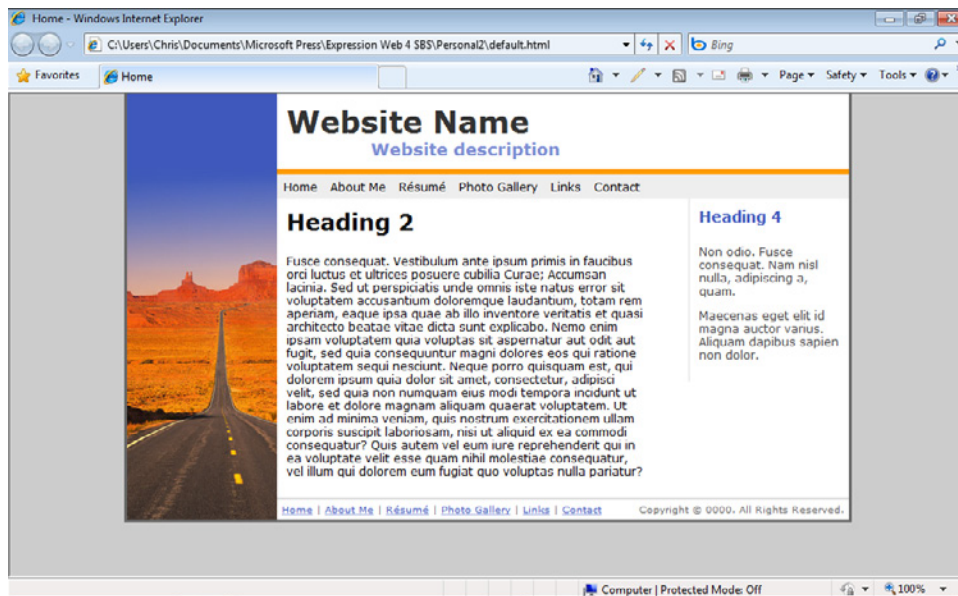 Home - Windows Internet Explorer
C:\Users\Chris\Documents\Microsoft Press\Expression Web 4 SBS\Personal2\default.html
Bing
Favorites
Home
Page
Safety
Tools
Website Name
Website description
Home About Me Résumé Photo Gallery Links Contact
Heading 2
Fusce consequat. Vestibulum ante ipsum primis in faucibus
orci luctus et ultrices posuere cubilia Curae; Accumsan
lacinia. Sed ut perspiciatis unde omnis iste natus error sit
voluptatem accusantium doloremque laudantium, totam rem
aperiam, eaque ipsa quae ab illo inventore veritatis et quasi
architecto beatae vitae dicta sunt explicabo. Nemo enim
ipsam voluptatem quia voluptas sit aspernatur aut odit aut
fugit, sed quia consequuntur magni dolores eos qui ratione
voluptatem sequi nesciunt. Neque porro quisquam est, qui
dolorem ipsum quia dolor sit amet, consectetur, adipisci
velit, sed quia non numquam eius modi tempora incidunt ut
labore et dolore magnam aliquam quaerat voluptatem. Ut
enim ad minima veniam, quis nostrum exercitationem ullam
corporis suscipit laboriosam, nisi ut aliquid ex ea commodi
consequatur? Quis autem vel eum iure reprehenderit qui in
ea voluptate velit esse quam nihil molestiae consequatur,
vel illum qui dolorem eum fugiat quo voluptas nulla pariatur?
Heading 4
Non odio. Fusce
consequat. Nam nisl
nulla, adipiscing a,
quam.
Maecenas eget elit id
magna auctor varius.
Aliquam dapibus sapien
non dolor.
Home | About Me | Résumé | Photo Gallery | Links | Contact
Copyright © 0000. All Rights Reserved.
Computer | Protected Mode: Off
100%